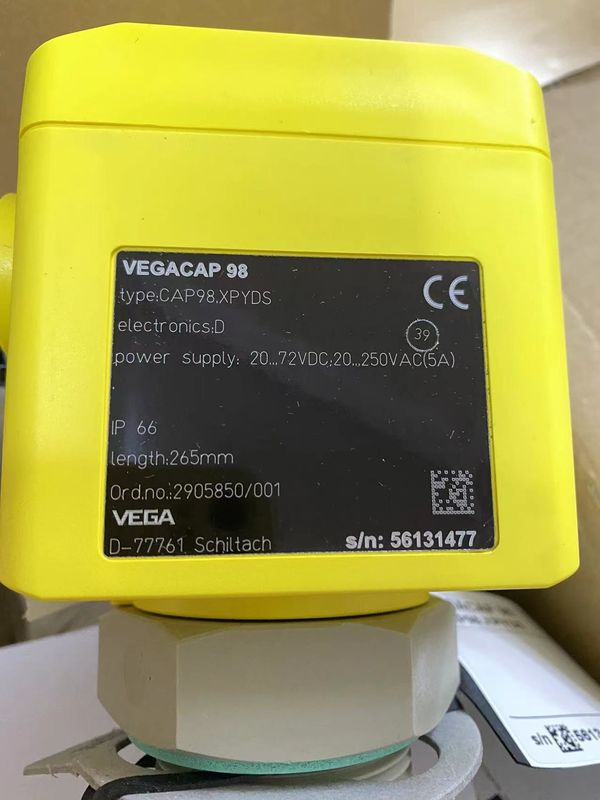 VEGACAP 98
type:CAP98.XPYDS
CE
electronics:D
39
power supply: 20...72VDC;20...250VAC(5A)
IP 66
length:265mm
Ord.no.:2905850/001
VEGA
D-77761 Schiltach
s/n: 56131477
s/n